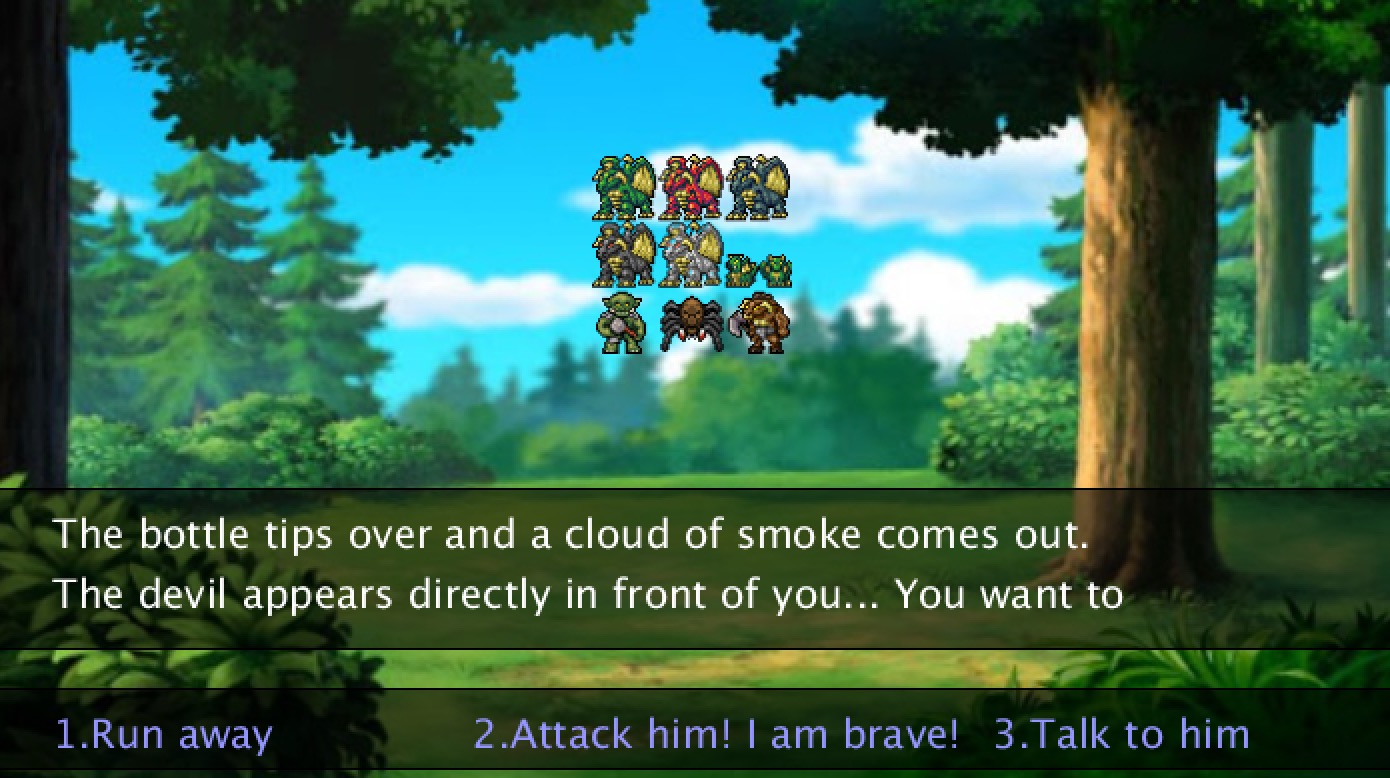 The bottle tips over and a cloud of smoke comes out.
The devil appears directly in front of you... You want to
1.Run away
2.Attack him! I am brave!
3.Talk to him